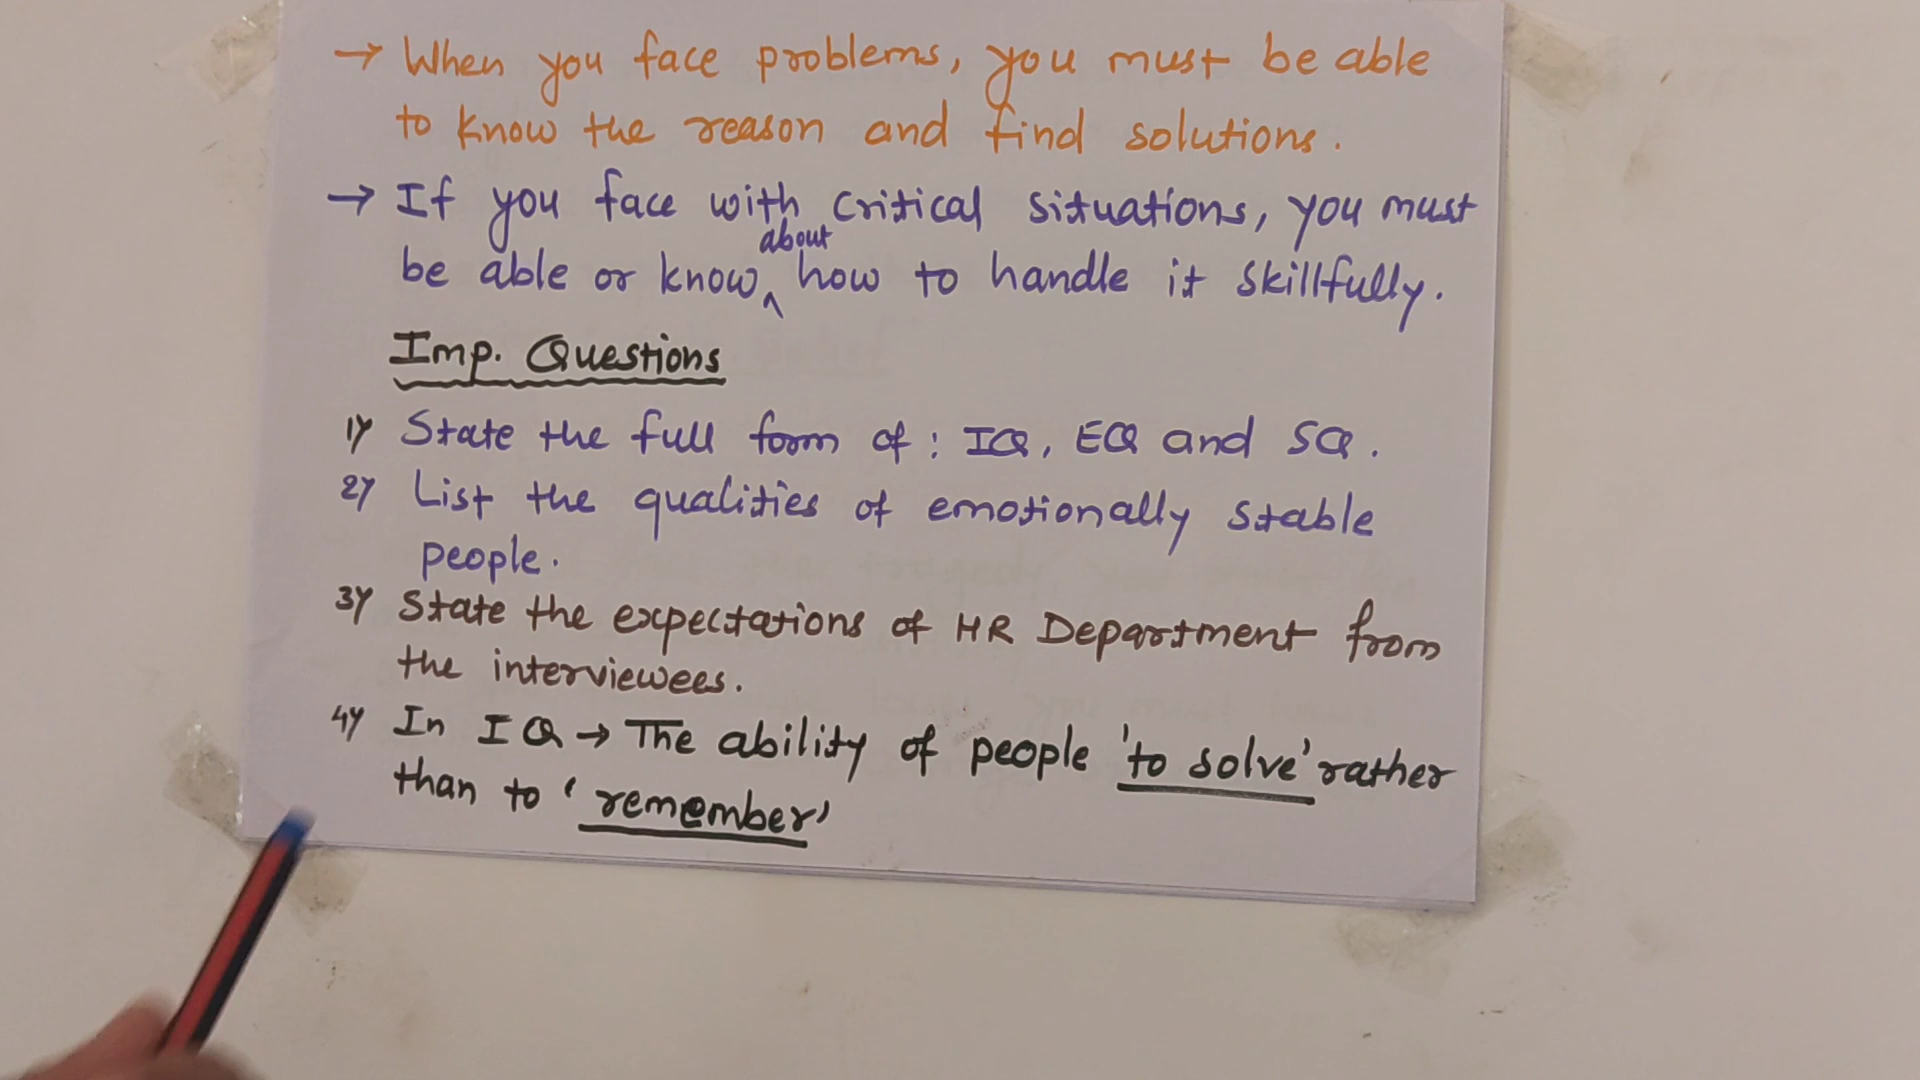 → When you face problems, you must be able
to know the reason and find solutions.
→ If you face with critical situations, you must
be able or know about how to handle it skillfully.
Imp. Questions
1) State the full form of : IQ, EQ and SQ.
2) List the qualities of emotionally stable
people.
3) State the expectations of HR Department from
the interviewees.
4) In IQ → The ability of people 'to solve' rather
than to 'remember'